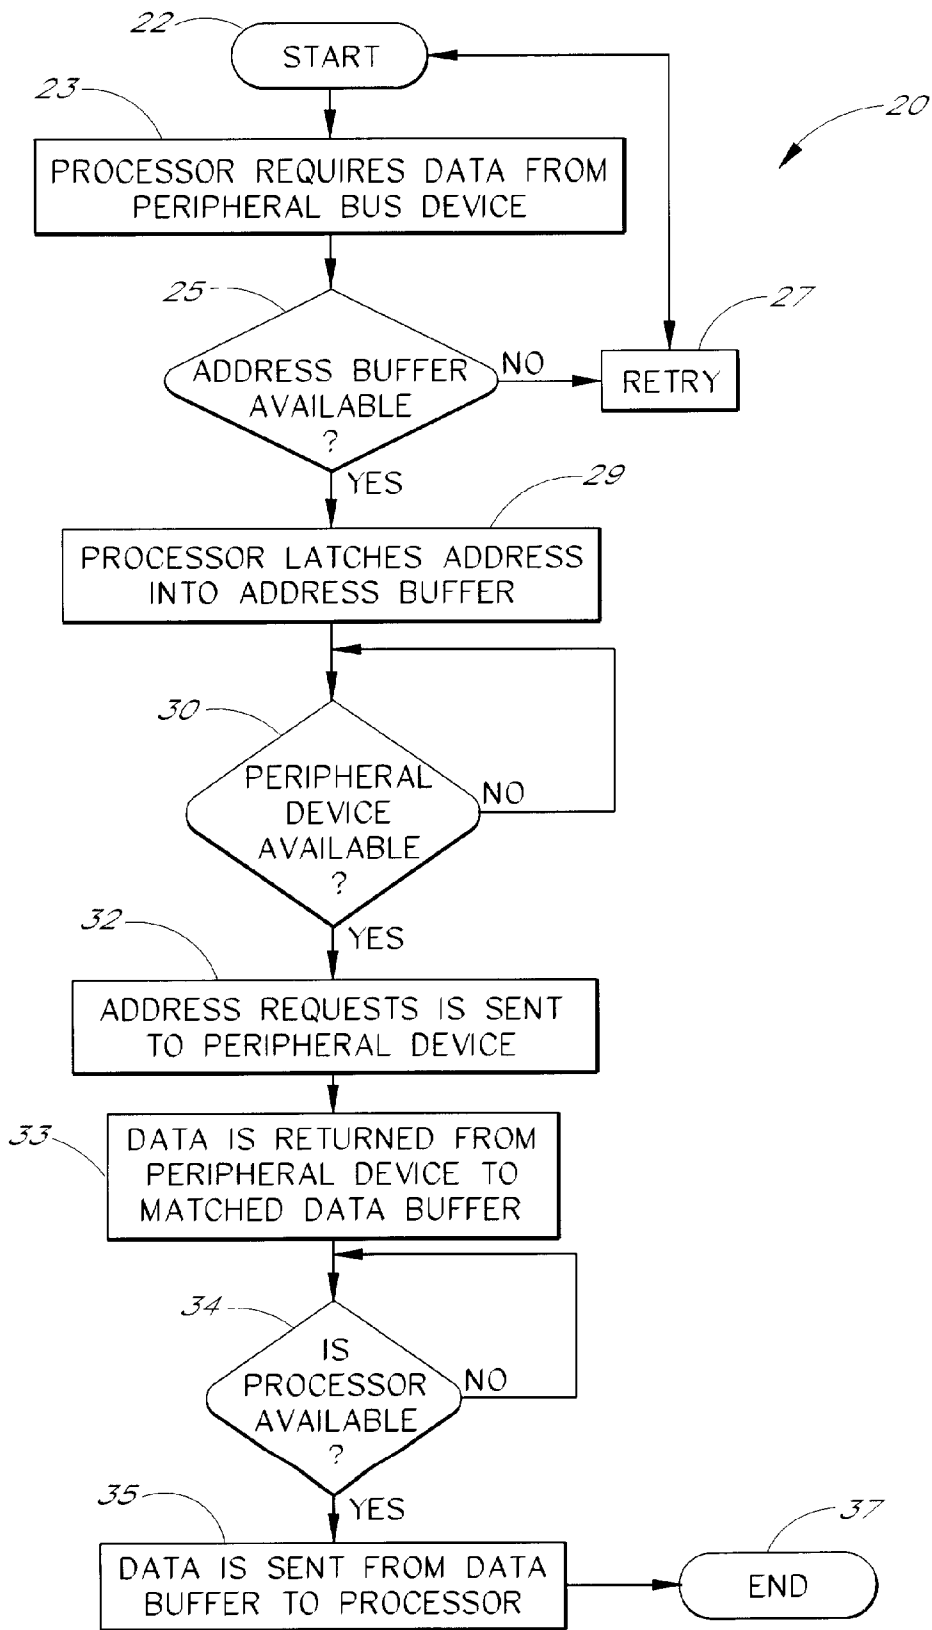 22
START
20
23
PROCESSOR REQUIRES DATA FROM
PERIPHERAL BUS DEVICE
25
27
ADDRESS BUFFER
AVAILABLE
?
NO
RETRY
YES
29
PROCESSOR LATCHES ADDRESS
INTO ADDRESS BUFFER
30
PERIPHERAL
DEVICE
AVAILABLE
?
NO
YES
32
ADDRESS REQUESTS IS SENT
TO PERIPHERAL DEVICE
33
DATA IS RETURNED FROM
PERIPHERAL DEVICE TO
MATCHED DATA BUFFER
34
IS
PROCESSOR
AVAILABLE
?
NO
YES
35
DATA IS SENT FROM DATA
BUFFER TO PROCESSOR
37
END